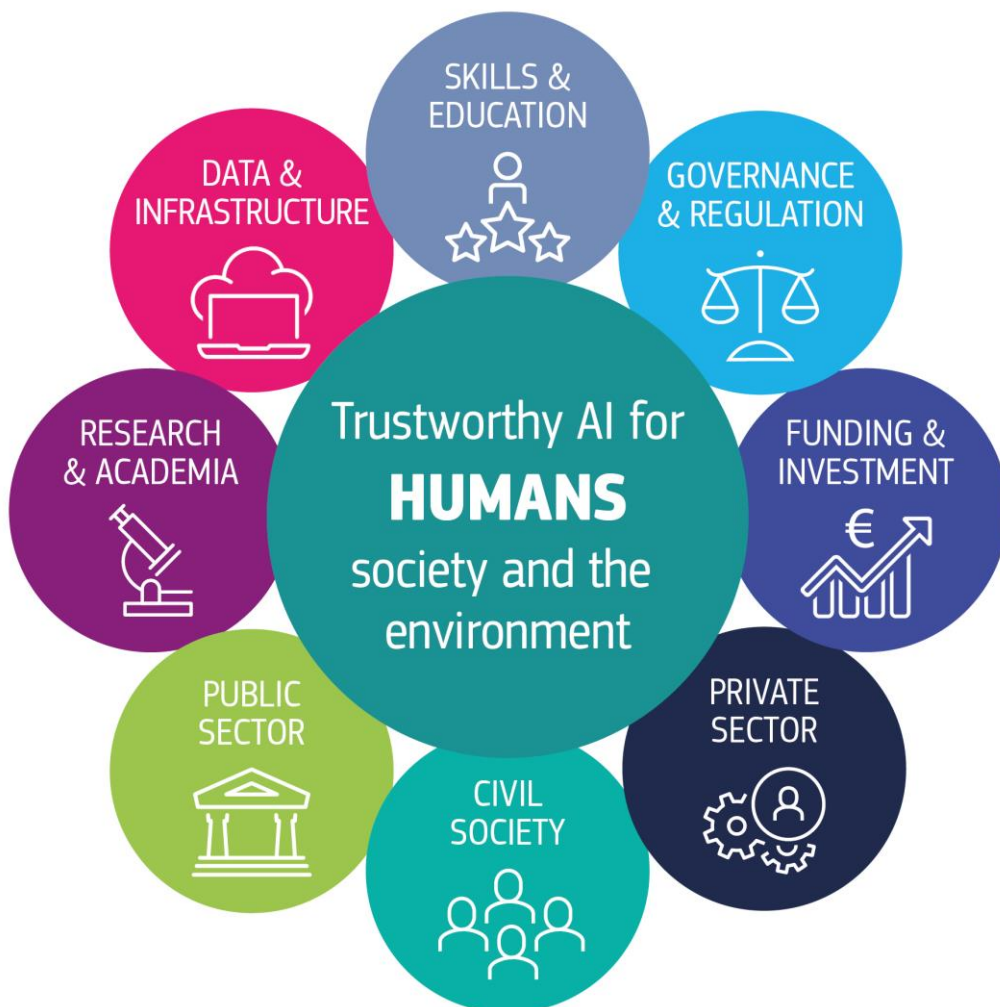 SKILLS &
EDUCATION
GOVERNANCE
& REGULATION
FUNDING &
INVESTMENT
€
PRIVATE
SECTOR
CIVIL
SOCIETY
PUBLIC
SECTOR
RESEARCH
& ACADEMIA
DATA &
INFRASTRUCTURE
Trustworthy AI for
HUMANS
society and the
environment